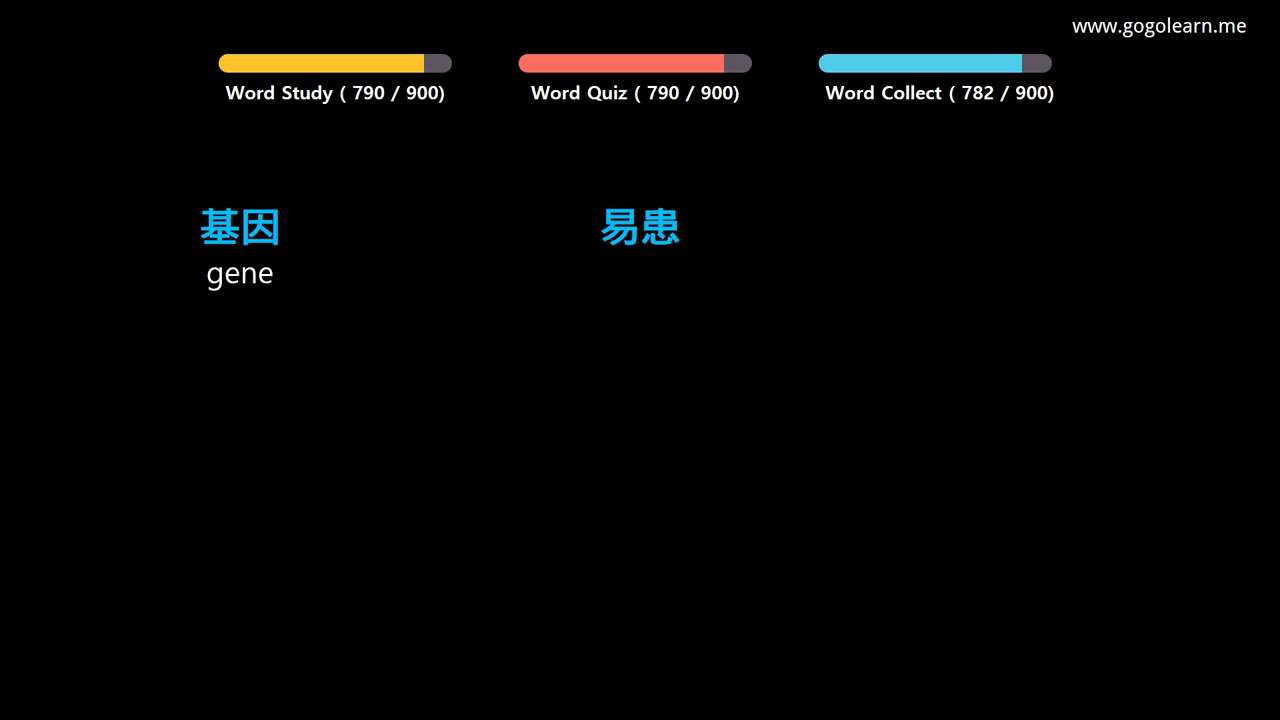 www.gogolearn.me
Word Study ( 790 / 900)
Word Quiz ( 790 / 900)
Word Collect ( 782 / 900)
基因
易患
gene